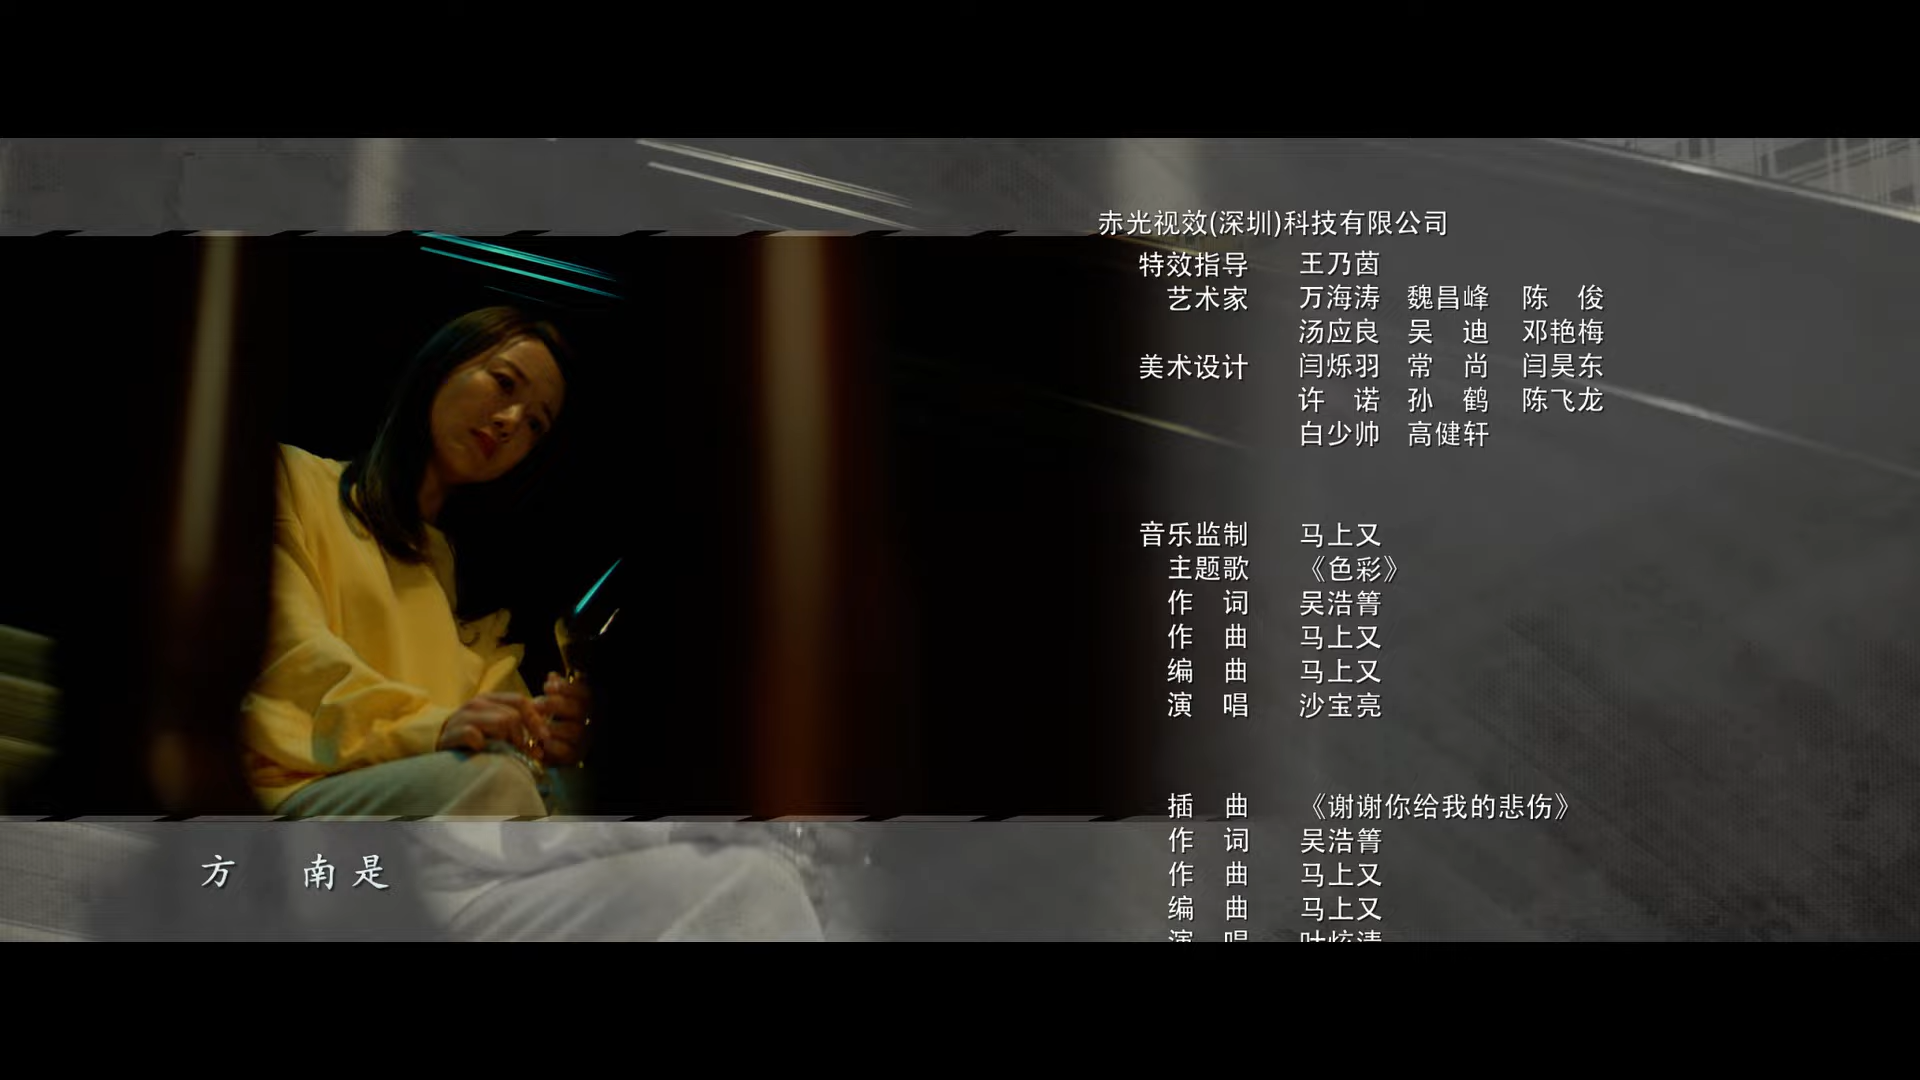 赤光视效(深圳)科技有限公司
特效指导 王乃茵
艺术家 万海涛 魏昌峰 陈 俊
汤应良 吴 迪 邓艳梅
美术设计 闫烁羽 常 尚 闫昊东
许 诺 孙 鹤 陈飞龙
白少帅 高健轩
音乐监制 马上又
主题歌 《色彩》
作 词 吴浩箐
作 曲 马上又
编 曲 马上又
演 唱 沙宝亮
插 曲 《谢谢你给我的悲伤》
作 词 吴浩箐
作 曲 马上又
编 曲 马上又
演 唱
方 南是